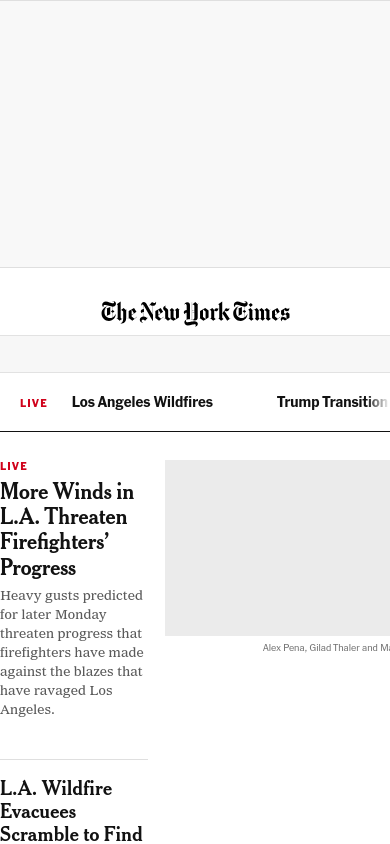 The New York Times
LIVE Los Angeles Wildfires Trump Transition
LIVE
More Winds in
L.A. Threaten
Firefighters’
Progress
Heavy gusts predicted
for later Monday
threaten progress that
firefighters have made
against the blazes that
have ravaged Los
Angeles.
Alex Pena, Gilad Thaler and
L.A. Wildfire
Evacuees
Scramble to Find